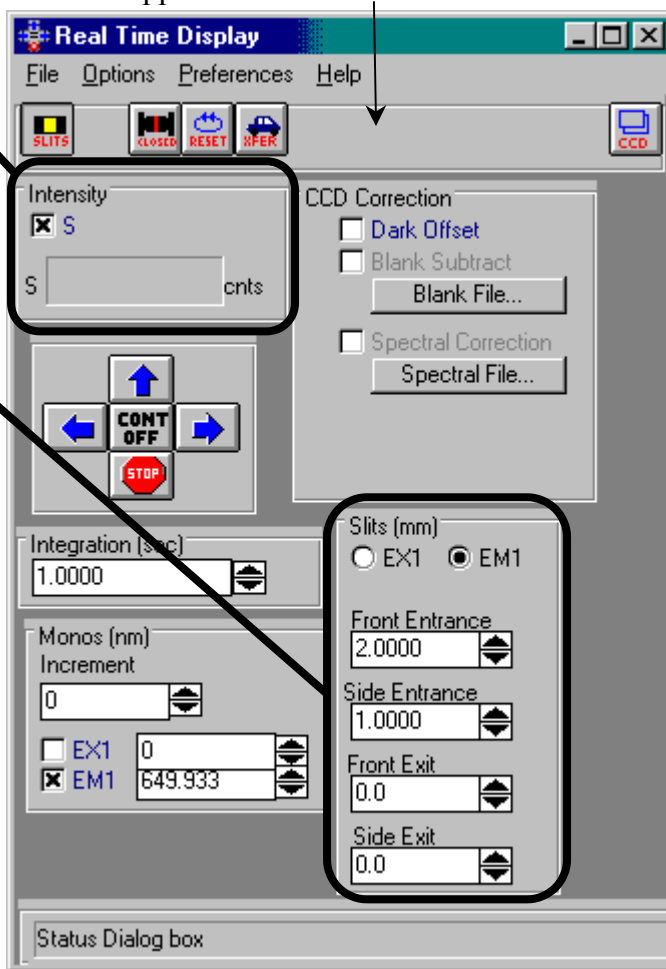 Real Time Display
File Options Preferences Help
SLITS CLOSED RESET XFER CCD
Intensity
S
S cnts
CCD Correction
Dark Offset
Blank Subtract
Blank File...
Spectral Correction
Spectral File...
CONT
OFF
STOP
Integration (sec)
1.0000
Monos (nm)
Increment
0
EX1 0
EM1 649.933
Slits (mm)
EX1 EM1
Front Entrance
2.0000
Side Entrance
1.0000
Front Exit
0.0
Side Exit
0.0
Status Dialog box